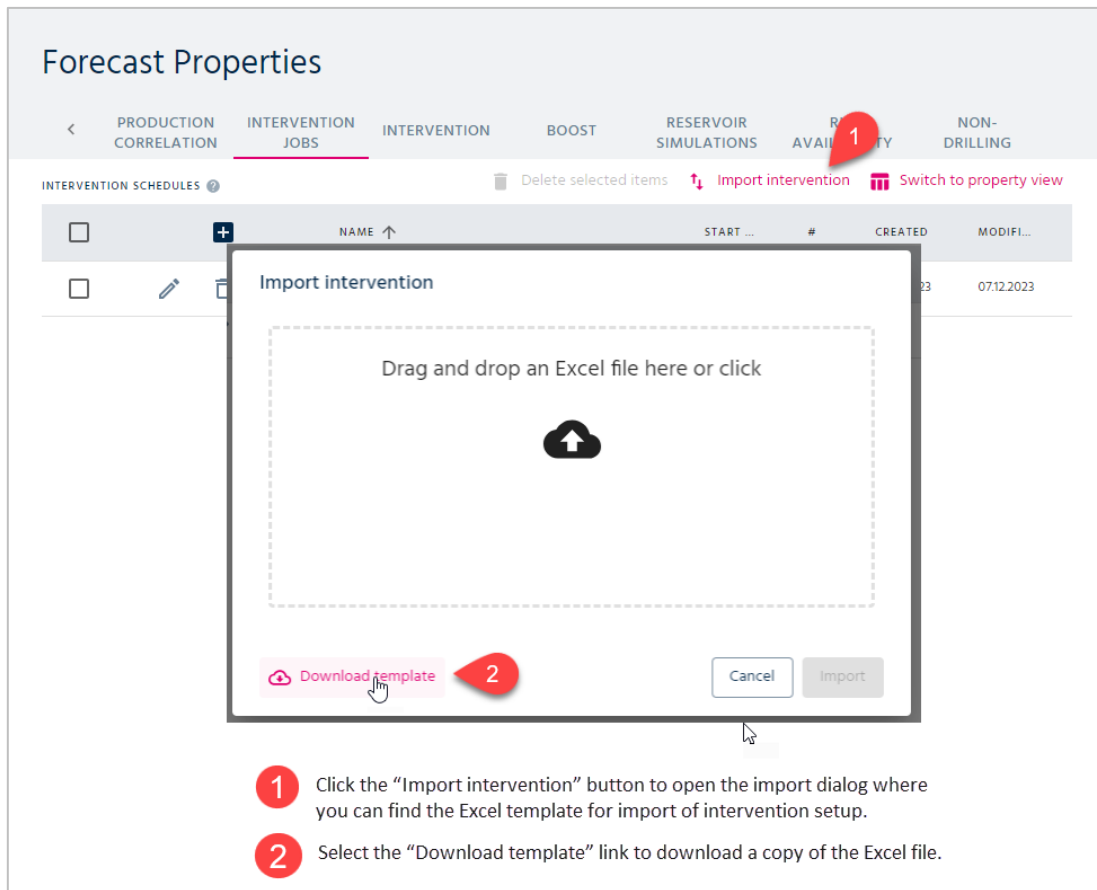 Forecast Properties
PRODUCTION CORRELATION
INTERVENTION JOBS
INTERVENTION
BOOST
RESERVOIR SIMULATIONS
NON-DRILLING
1
INTERVENTION SCHEDULES ?
Delete selected items
Import intervention
Switch to property view
NAME
START ...
#
CREATED
MODIFI...
23
07.12.2023
Import intervention
Drag and drop an Excel file here or click
Download template
2
Cancel
Import
1 Click the “Import intervention” button to open the import dialog where
you can find the Excel template for import of intervention setup.
2 Select the “Download template” link to download a copy of the Excel file.